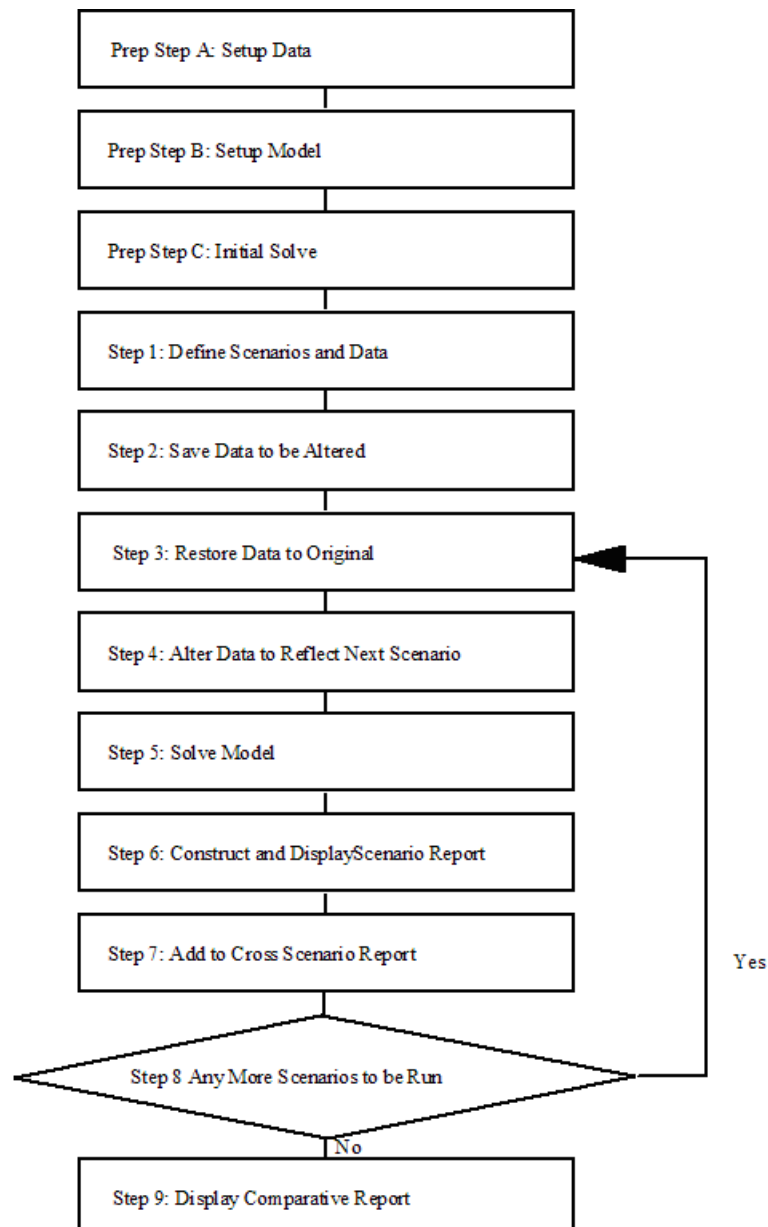 Prep Step A: Setup Data
Prep Step B: Setup Model
Prep Step C: Initial Solve
Step 1: Define Scenarios and Data
Step 2: Save Data to be Altered
Step 3: Restore Data to Original
Step 4: Alter Data to Reflect Next Scenario
Step 5: Solve Model
Step 6: Construct and DisplayScenario Report
Step 7: Add to Cross Scenario Report
Yes
Step 8 Any More Scenarios to be Run
No
Step 9: Display Comparative Report